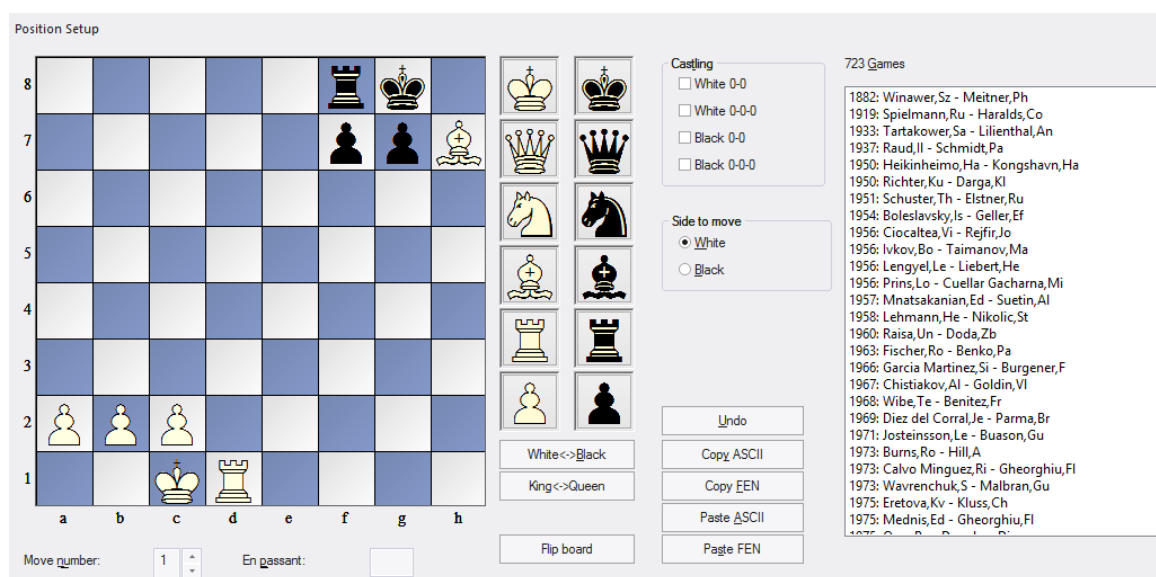 Position Setup
8
7
6
5
4
3
2
1
a b c d e f g h
Move number: 1 En passant:
White<->Black
King<->Queen
Flip board
Castling
White 0-0
White 0-0-0
Black 0-0
Black 0-0-0
Side to move
White
Black
Undo
Copy ASCII
Copy FEN
Paste ASCII
Paste FEN
723 Games
1882: Winawer,Sz - Meitner,Ph
1919: Spielmann,Ru - Haralds,Co
1933: Tartakower,Sa - Lilienthal,An
1937: Raud,Il - Schmidt,Pa
1950: Heikinheimo,Ha - Kongshavn,Ha
1950: Richter,Ku - Darga,Kl
1951: Schuster,Th - Elstner,Ru
1954: Boleslavsky,Is - Geller,Ef
1956: Ciocaltea,Vi - Rejfir,Jo
1956: Ivkov,Bo - Taimanov,Ma
1956: Lengyel,Le - Liebert,He
1956: Prins,Lo - Cuellar Gacharna,Mi
1957: Mnatsakanian,Ed - Suetin,Al
1958: Lehmann,He - Nikolic,St
1960: Raisa,Un - Doda,Zb
1963: Fischer,Ro - Benko,Pa
1966: Garcia Martinez,Si - Burgener,F
1967: Chistiakov,Al - Goldin,Vl
1968: Wibe,Te - Benitez,Fr
1969: Diez del Corral,Je - Parma,Br
1971: Josteinsson,Le - Buason,Gu
1973: Burns,Ro - Hill,A
1973: Calvo Minguez,Ri - Gheorghiu,Fl
1973: Wavrenchuk,S - Malbran,Gu
1975: Eretova,Kv - Kluss,Ch
1975: Mednis,Ed - Gheorghiu,Fl